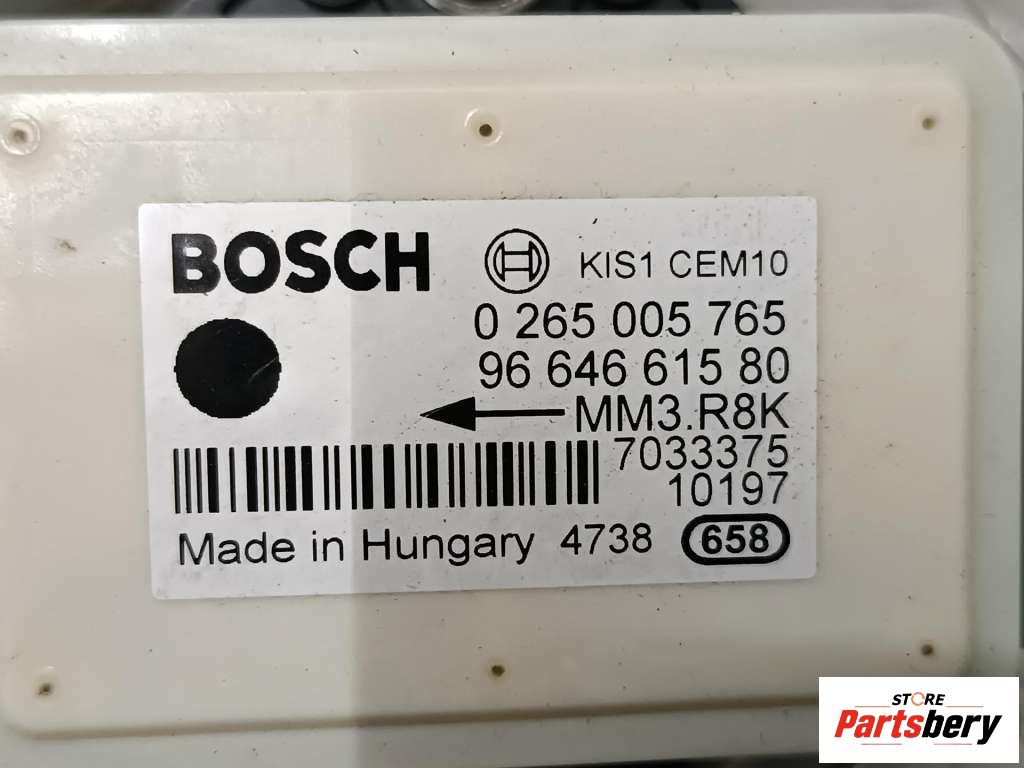 BOSCH KIS1 CEM10
0 265 005 765
96 646 615 80
MM3.R8K
7033375
10197
Made in Hungary 4738 658
STORE
Partsbery